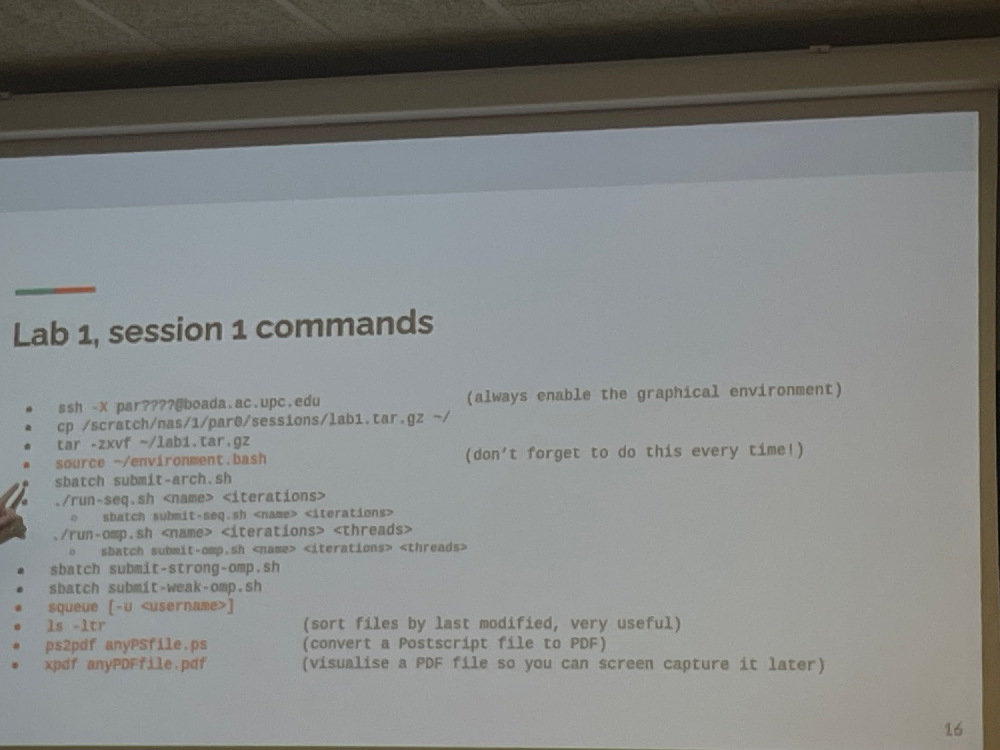 Lab 1, session 1 commands
ssh -X par????@boada.ac.upc.edu (always enable the graphical environment)
cp /scratch/nas/1/par0/sessions/lab1.tar.gz ~/
tar -zxvf ~/lab1.tar.gz
source ~/environment.bash (don't forget to do this every time!)
sbatch submit-arch.sh
./run-seq.sh <name> <iterations>
sbatch submit-seq.sh <name> <iterations>
./run-omp.sh <name> <iterations> <threads>
sbatch submit-omp.sh <name> <iterations> <threads>
sbatch submit-strong-omp.sh
sbatch submit-weak-omp.sh
squeue [-u <username>]
ls -ltr (sort files by last modified, very useful)
ps2pdf anyPSfile.ps (convert a Postscript file to PDF)
xpdf anyPDFfile.pdf (visualise a PDF file so you can screen capture it later)
16